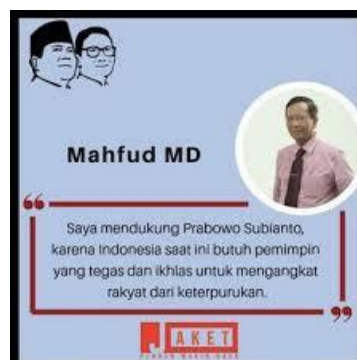 Mahfud MD
“
Saya mendukung Prabowo Subianto,
karena Indonesia saat ini butuh pemimpin
yang tegas dan ikhlas untuk mengangkat
rakyat dari keterpurukan.
”
JAKET